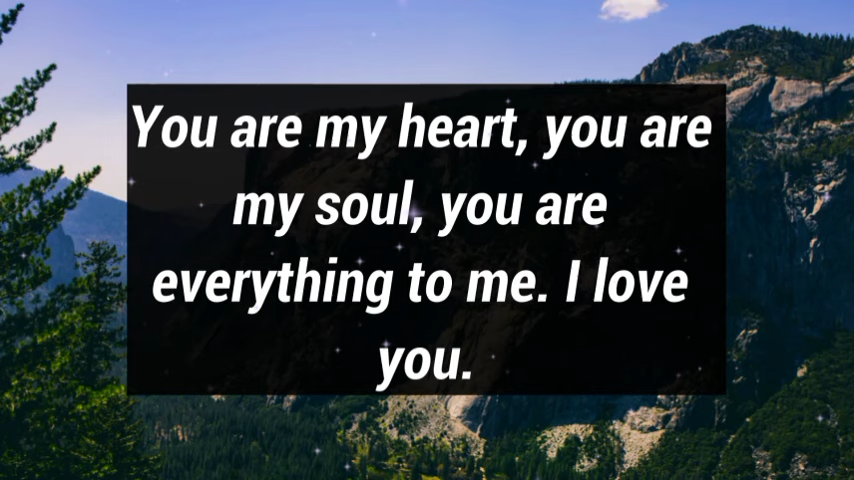 You are my heart, you are
my soul, you are
everything to me. I love
you.